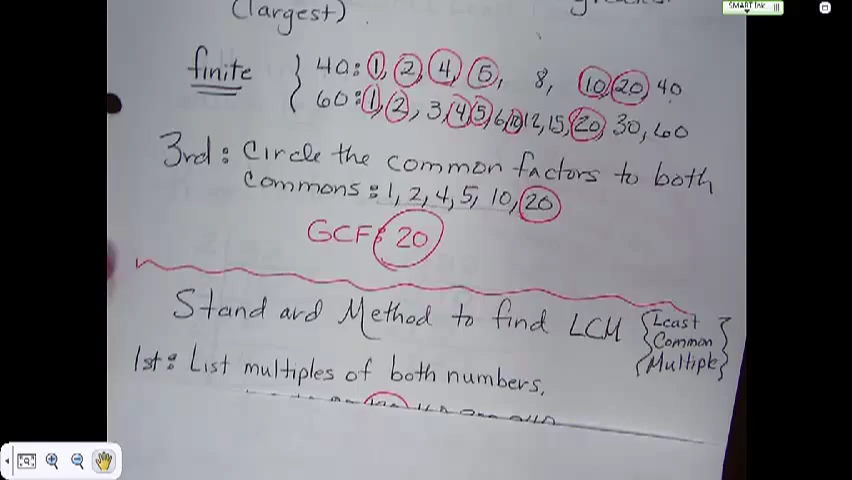 (largest)
SMART Ink
finite
40: 1, 2, 4, 5, 8, 10, 20, 40
60: 1, 2, 3, 4, 5, 6, 10, 12, 15, 20, 30, 60
3rd: Circle the common factors to both
Commons: 1, 2, 4, 5, 10, 20
GCF: 20
Standard Method to find LCM {Least Common Multiple}
1st: List multiples of both numbers.